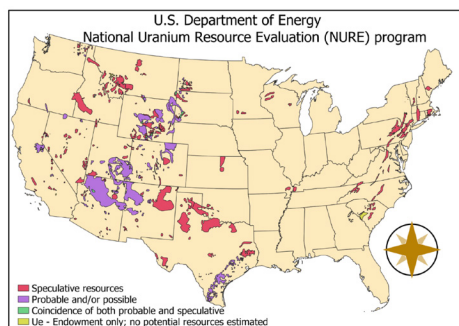 U.S. Department of Energy
National Uranium Resource Evaluation (NURE) program
Speculative resources
Probable and/or possible
Coincidence of both probable and speculative
Ue - Endowment only; no potential resources estimated